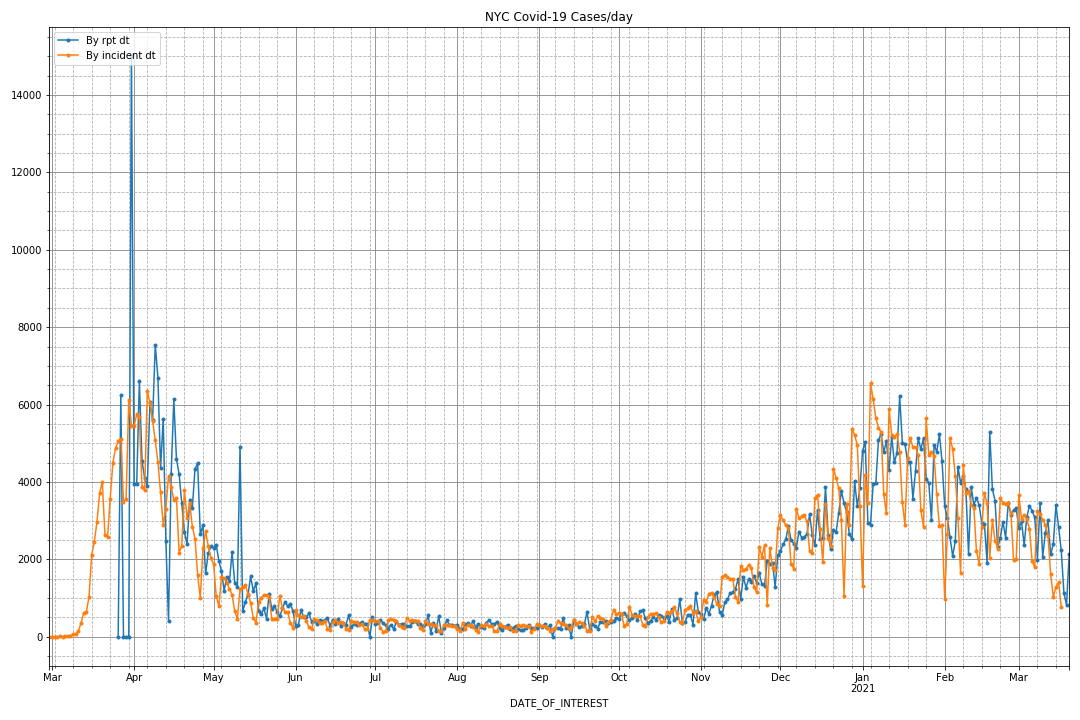 NYC Covid-19 Cases/day
By rpt dt
By incident dt
14000
12000
10000
8000
6000
4000
2000
0
Mar Apr May Jun Jul Aug Sep Oct Nov Dec Jan Feb Mar
2021
DATE_OF_INTEREST